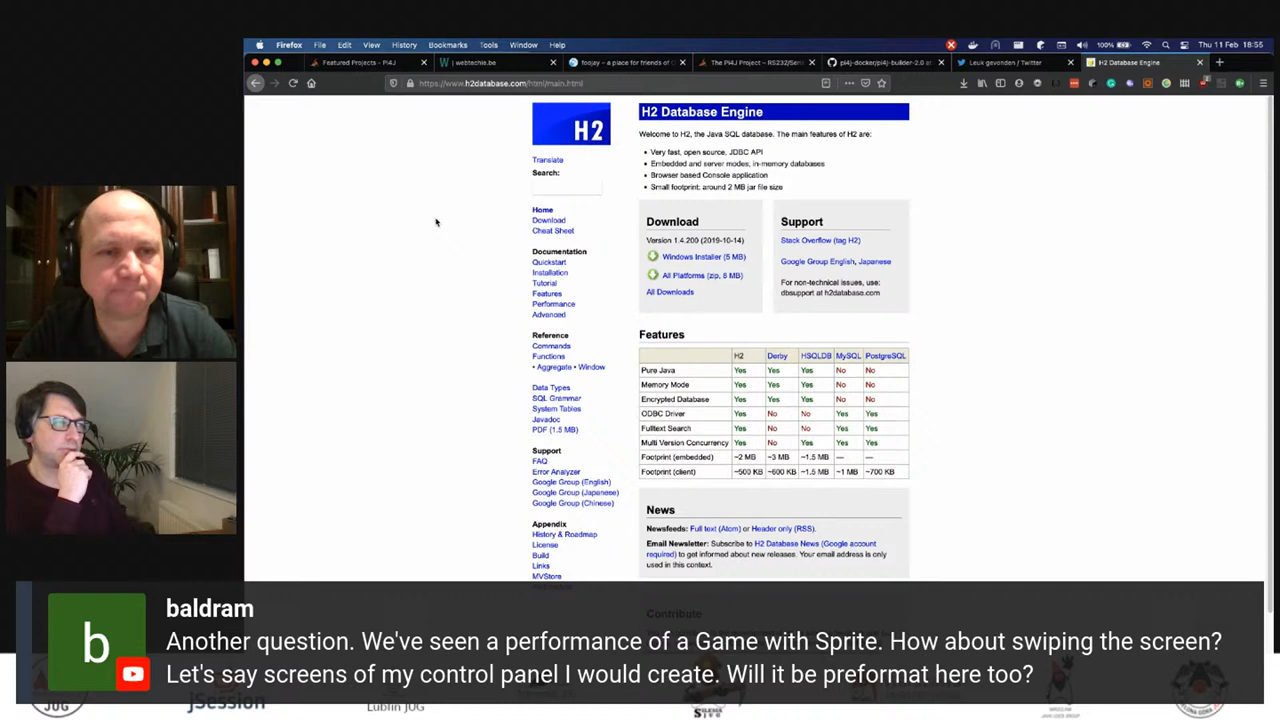 Firefox File Edit View History Bookmarks Tools Window Help 100% Thu 11 Feb 18:55
Featured Projects - Pi4J | webtechie.be foojay – a place for friends of The Pi4J Project – RS232/Seri pi4j-docker/pi4j-builder-2.0 at Leuk gevonden / Twitter H2 Database Engine
https://www.h2database.com/html/main.html
H2
Translate
Search:
Home
Download
Cheat Sheet
Documentation
Quickstart
Installation
Tutorial
Features
Performance
Advanced
Reference
Commands
Functions
• Aggregate • Window
Data Types
SQL Grammar
System Tables
Javadoc
PDF (1.5 MB)
Support
FAQ
Error Analyzer
Google Group (English)
Google Group (Japanese)
Google Group (Chinese)
Appendix
History & Roadmap
License
Build
Links
MVStore
H2 Database Engine
Welcome to H2, the Java SQL database. The main features of H2 are:
• Very fast, open source, JDBC API
• Embedded and server modes; in-memory databases
• Browser based Console application
• Small footprint: around 2 MB jar file size
Download
Version 1.4.200 (2019-10-14)
Windows Installer (5 MB)
All Platforms (zip, 8 MB)
All Downloads
Support
Stack Overflow (tag H2)
Google Group English, Japanese
For non-technical issues, use:
dbsupport at h2database.com
Features
H2 Derby HSQLDB MySQL PostgreSQL
Pure Java Yes Yes Yes No No
Memory Mode Yes Yes Yes No No
Encrypted Database Yes Yes Yes No No
ODBC Driver Yes No No Yes Yes
Fulltext Search Yes No No Yes Yes
Multi Version Concurrency Yes No Yes Yes Yes
Footprint (embedded) ~2 MB ~3 MB ~1.5 MB — —
Footprint (client) ~500 KB ~600 KB ~1.5 MB ~1 MB ~700 KB
News
Newsfeeds: Full text (Atom) or Header only (RSS).
Email Newsletter: Subscribe to H2 Database News (Google account
required) to get informed about new releases. Your email address is only
used in this context.
Contribute
b
baldram
Another question. We've seen a performance of a Game with Sprite. How about swiping the screen?
Let's say screens of my control panel I would create. Will it be preformat here too?
JUG
jSession
Lublin JUG